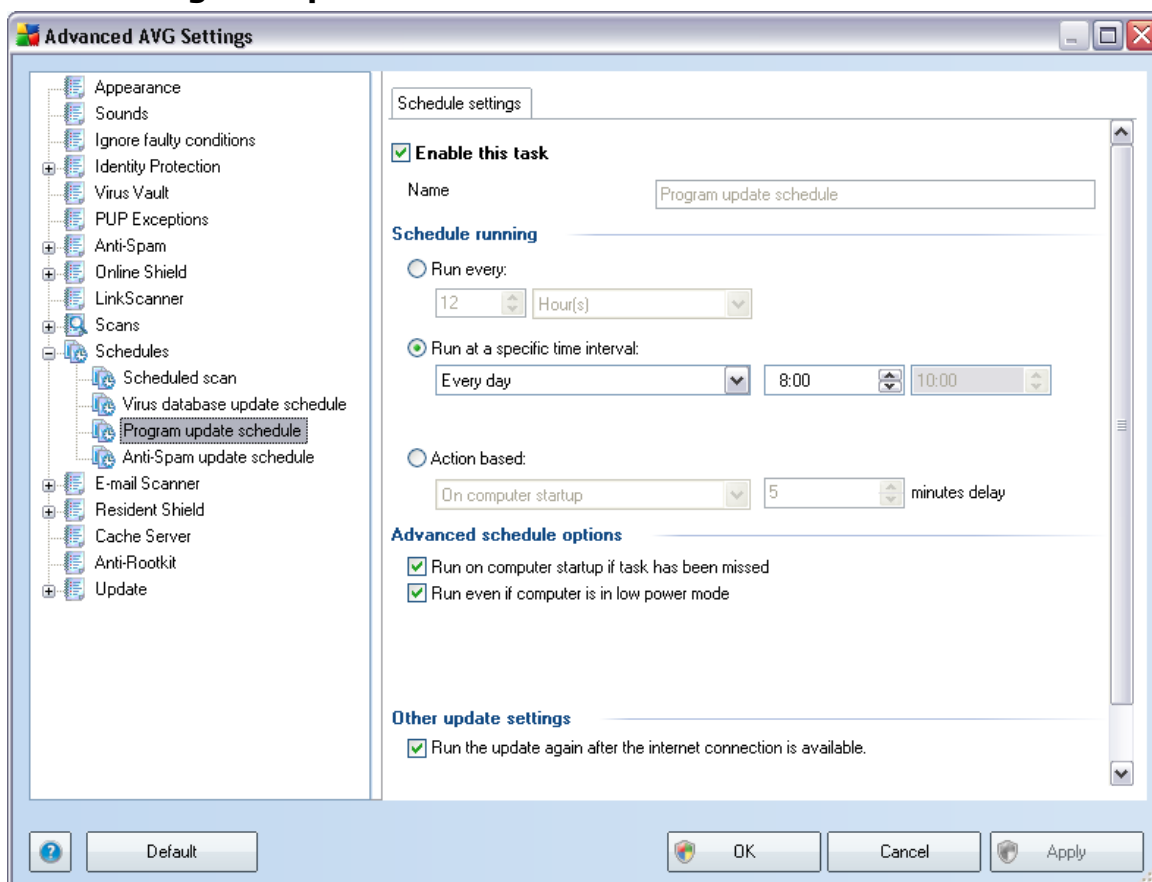 Advanced AVG Settings
Appearance
Sounds
Ignore faulty conditions
Identity Protection
Virus Vault
PUP Exceptions
Anti-Spam
Online Shield
LinkScanner
Scans
Schedules
Scheduled scan
Virus database update schedule
Program update schedule
Anti-Spam update schedule
E-mail Scanner
Resident Shield
Cache Server
Anti-Rootkit
Update
Schedule settings
Enable this task
Name Program update schedule
Schedule running
Run every:
12 Hour(s)
Run at a specific time interval:
Every day 8:00 10:00
Action based:
On computer startup 5 minutes delay
Advanced schedule options
Run on computer startup if task has been missed
Run even if computer is in low power mode
Other update settings
Run the update again after the internet connection is available.
Default OK Cancel Apply